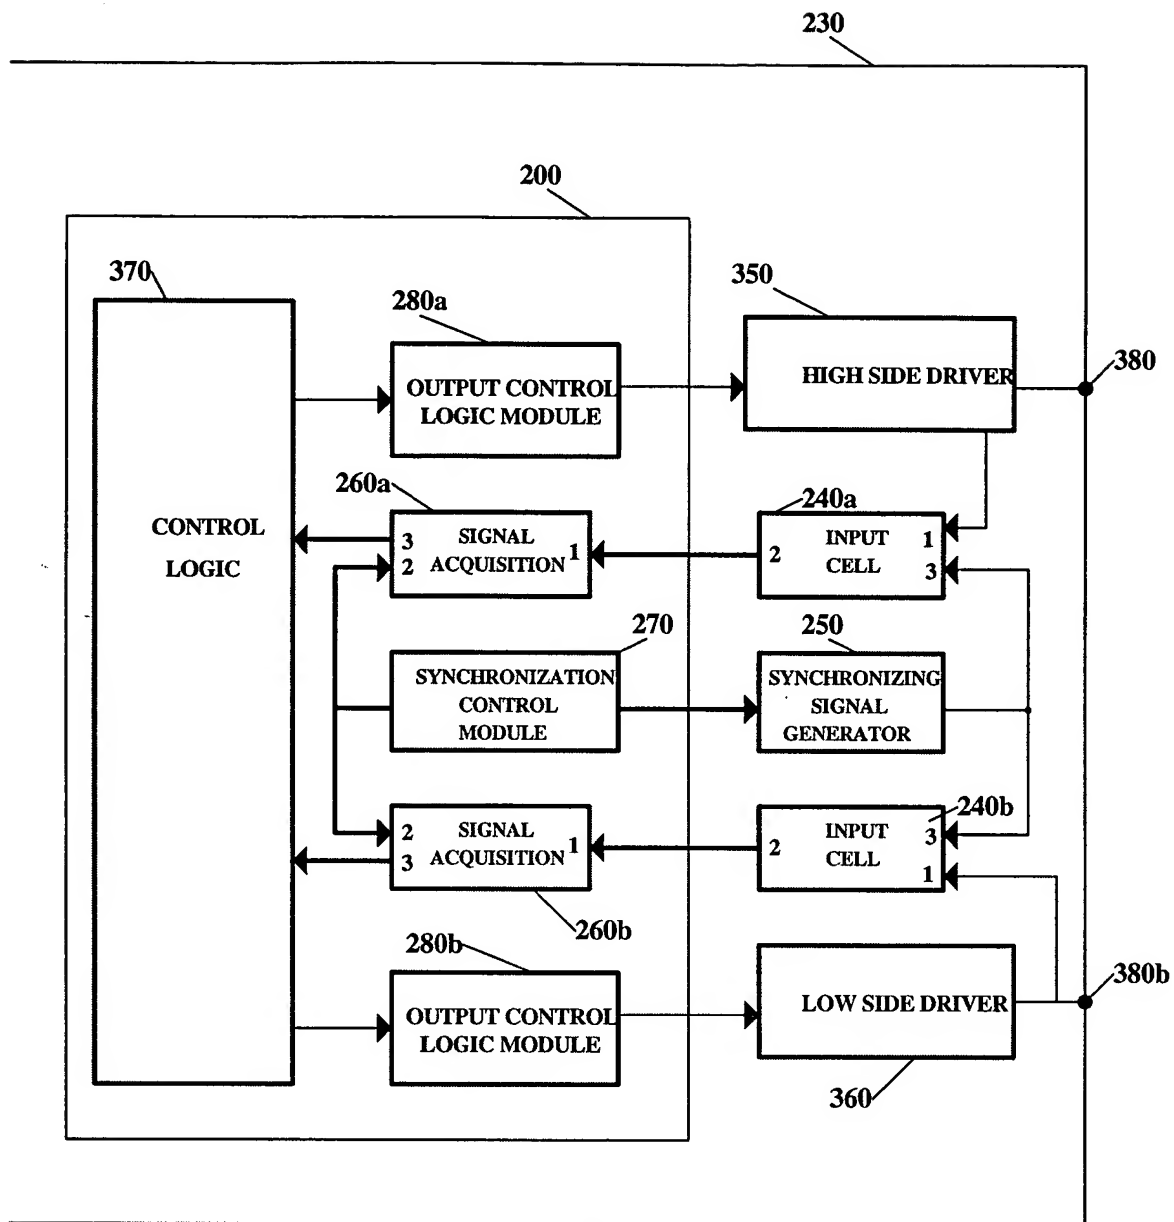 230
200
370
280a
350
OUTPUT CONTROL
LOGIC MODULE
HIGH SIDE DRIVER
380
260a
240a
CONTROL
LOGIC
3
2
SIGNAL
ACQUISITION
1
2
INPUT
CELL
1
3
270
250
SYNCHRONIZATION
CONTROL
MODULE
SYNCHRONIZING
SIGNAL
GENERATOR
2
3
SIGNAL
ACQUISITION
1
2
INPUT
CELL
240b
3
1
260b
280b
OUTPUT CONTROL
LOGIC MODULE
LOW SIDE DRIVER
380b
360